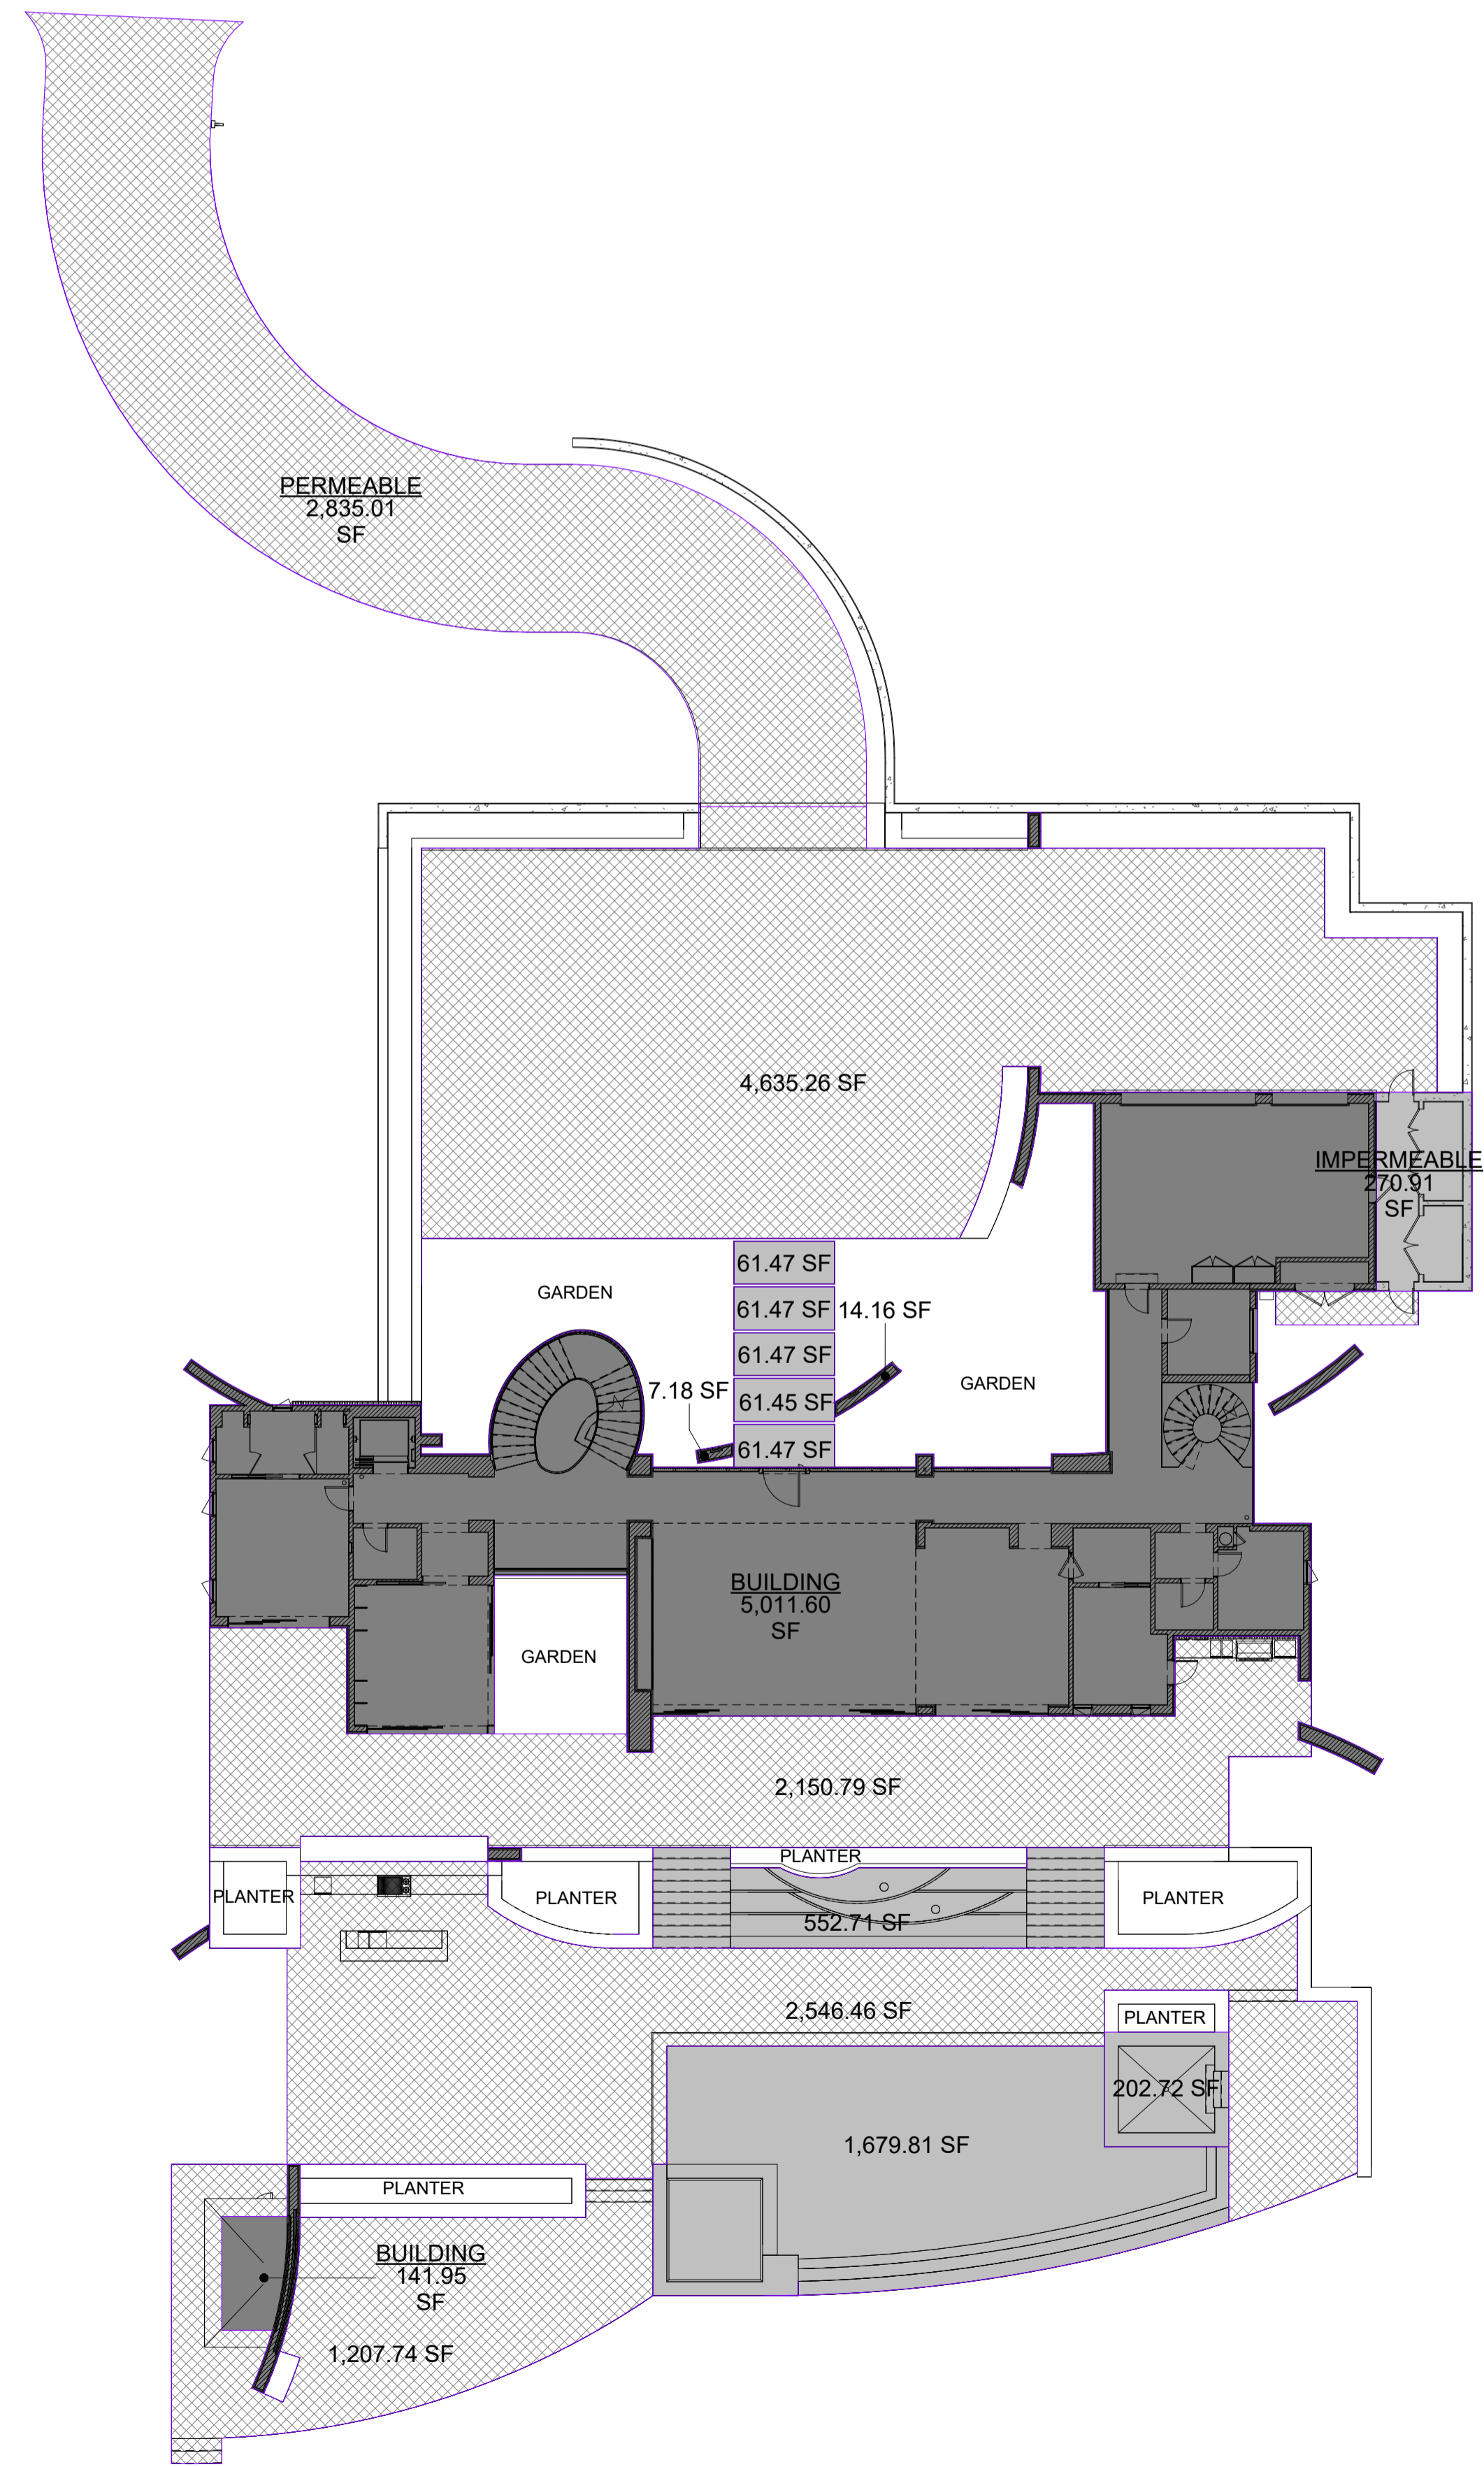 PERMEABLE
2,835.01
SF
4,635.26 SF
IMPERMEABLE
270.91
SF
61.47 SF
GARDEN
61.47 SF
14.16 SF
61.47 SF
GARDEN
7.18 SF
61.45 SF
61.47 SF
BUILDING
5,011.60
SF
GARDEN
2,150.79 SF
PLANTER
PLANTER
PLANTER
PLANTER
552.71 SF
2,546.46 SF
PLANTER
202.72 SF
1,679.81 SF
PLANTER
BUILDING
141.95
SF
1,207.74 SF